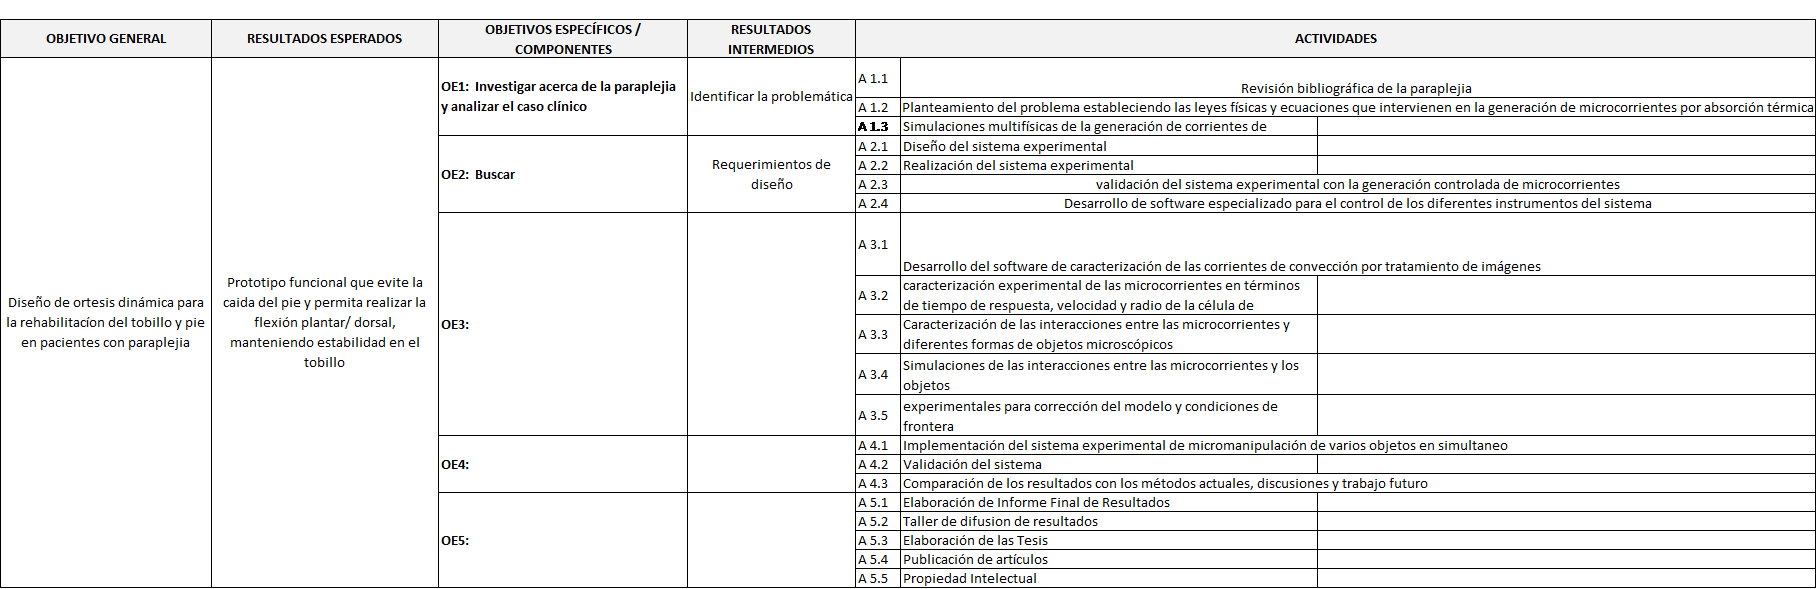 OBJETIVO GENERAL
RESULTADOS ESPERADOS
OBJETIVOS ESPECÍFICOS /
COMPONENTES
RESULTADOS
INTERMEDIOS
ACTIVIDADES
Diseño de ortesis dinámica para
la rehabilitacíon del tobillo y pie
en pacientes con paraplejia
Prototipo funcional que evite la
caida del pie y permita realizar la
flexión plantar/ dorsal,
manteniendo estabilidad en el
tobillo
OE1:  Investigar acerca de la paraplejia
y analizar el caso clínico
Identificar la problemática
A 1.1 Revisión bibliográfica de la paraplejia
A 1.2 Planteamiento del problema estableciendo las leyes físicas y ecuaciones que intervienen en la generación de microcorrientes por absorción térmica
A 1.3 Simulaciones multifísicas de la generación de corrientes de
OE2:  Buscar
Requerimientos de
diseño
A 2.1 Diseño del sistema experimental
A 2.2 Realización del sistema experimental
A 2.3 validación del sistema experimental con la generación controlada de microcorrientes
A 2.4 Desarrollo de software especializado para el control de los diferentes instrumentos del sistema
OE3:
A 3.1 Desarrollo del software de caracterización de las corrientes de convección por tratamiento de imágenes
A 3.2 caracterización experimental de las microcorrientes en términos
de tiempo de respuesta, velocidad y radio de la célula de
A 3.3 Caracterización de las interacciones entre las microcorrientes y
diferentes formas de objetos microscópicos
A 3.4 Simulaciones de las interacciones entre las microcorrientes y los
objetos
A 3.5 experimentales para corrección del modelo y condiciones de
frontera
OE4:
A 4.1 Implementación del sistema experimental de micromanipulación de varios objetos en simultaneo
A 4.2 Validación del sistema
A 4.3 Comparación de los resultados con los métodos actuales, discusiones y trabajo futuro
OE5:
A 5.1 Elaboración de Informe Final de Resultados
A 5.2 Taller de difusion de resultados
A 5.3 Elaboración de las Tesis
A 5.4 Publicación de artículos
A 5.5 Propiedad Intelectual